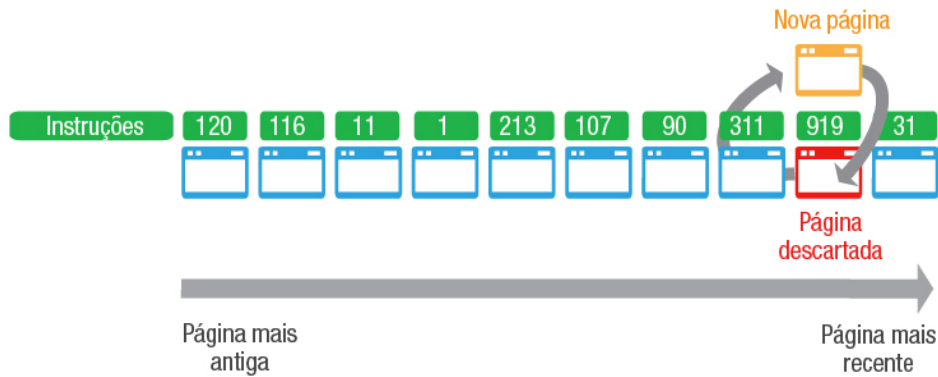 Nova página
Instruções 120 116 11 1 213 107 90 311 919 31
Página
descartada
Página mais
antiga
Página mais
recente